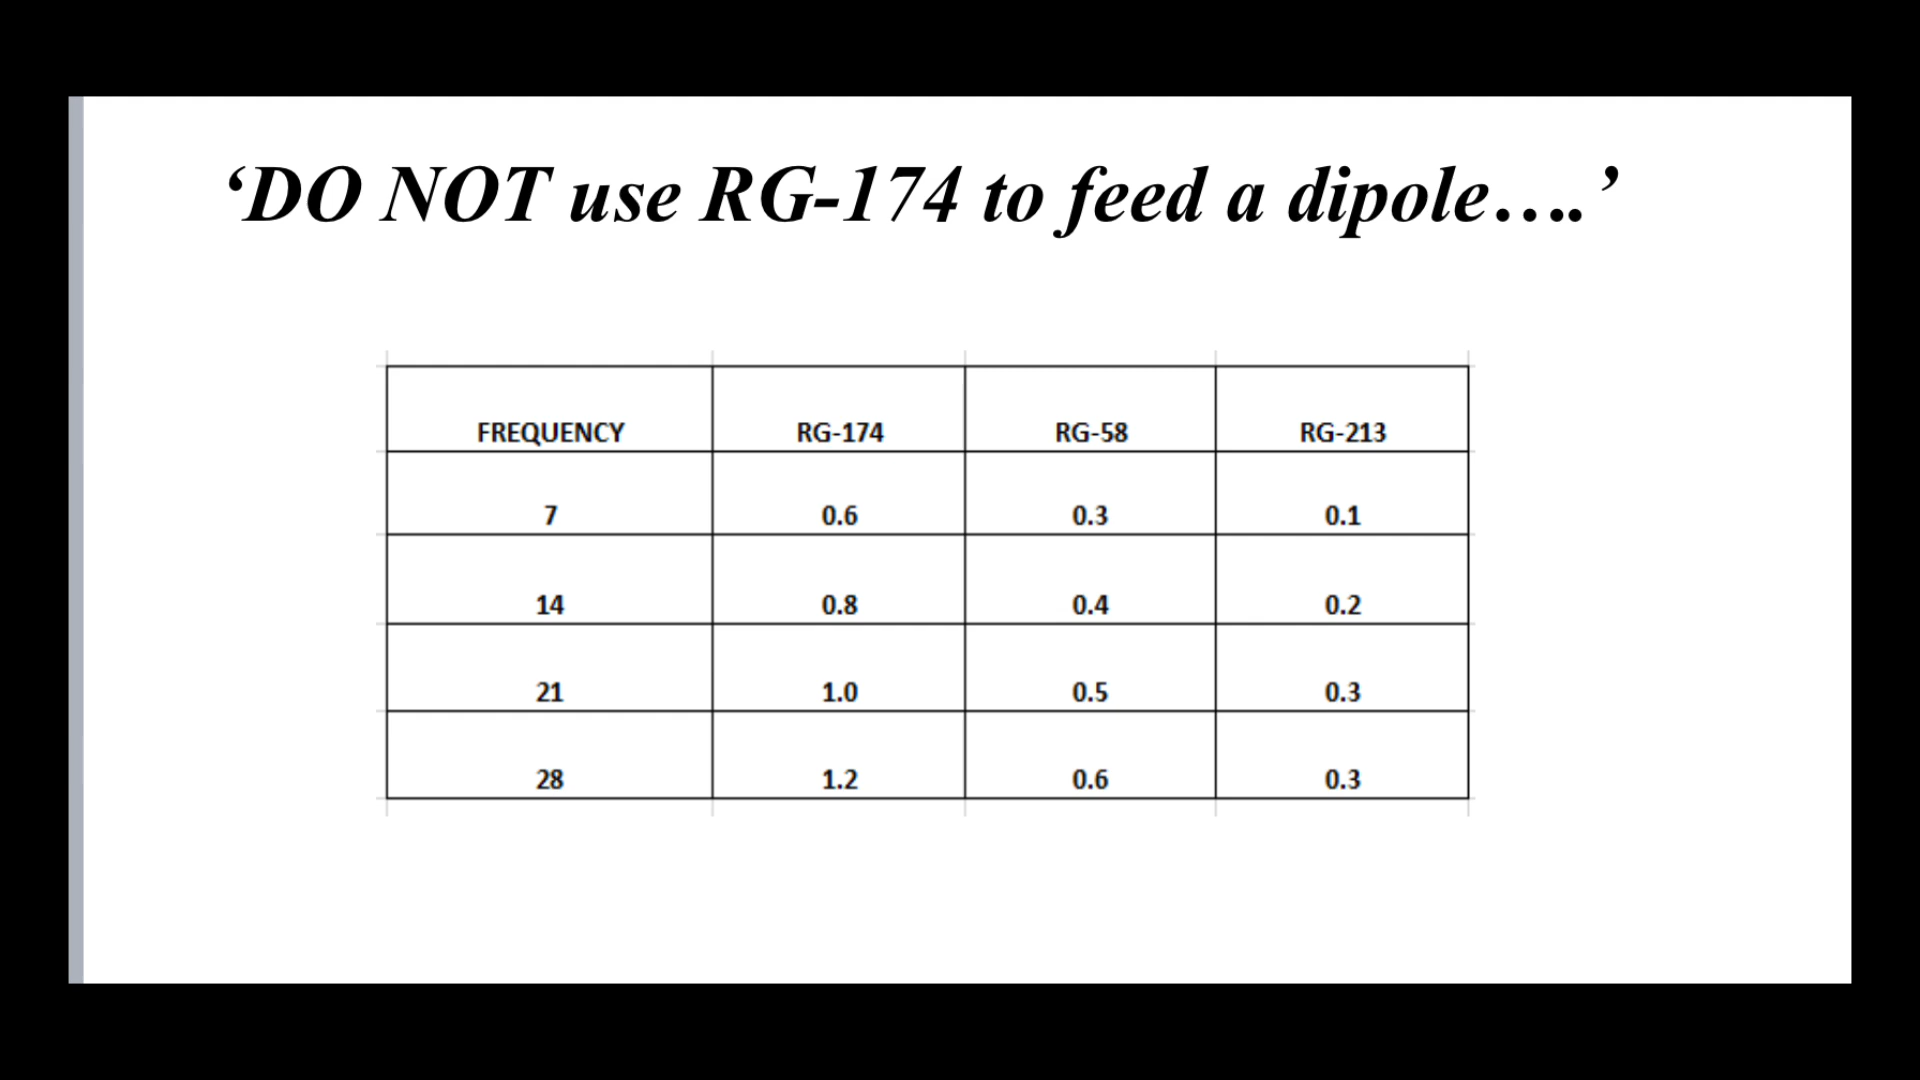 ‘DO NOT use RG-174 to feed a dipole….’
FREQUENCY RG-174 RG-58 RG-213
7 0.6 0.3 0.1
14 0.8 0.4 0.2
21 1.0 0.5 0.3
28 1.2 0.6 0.3